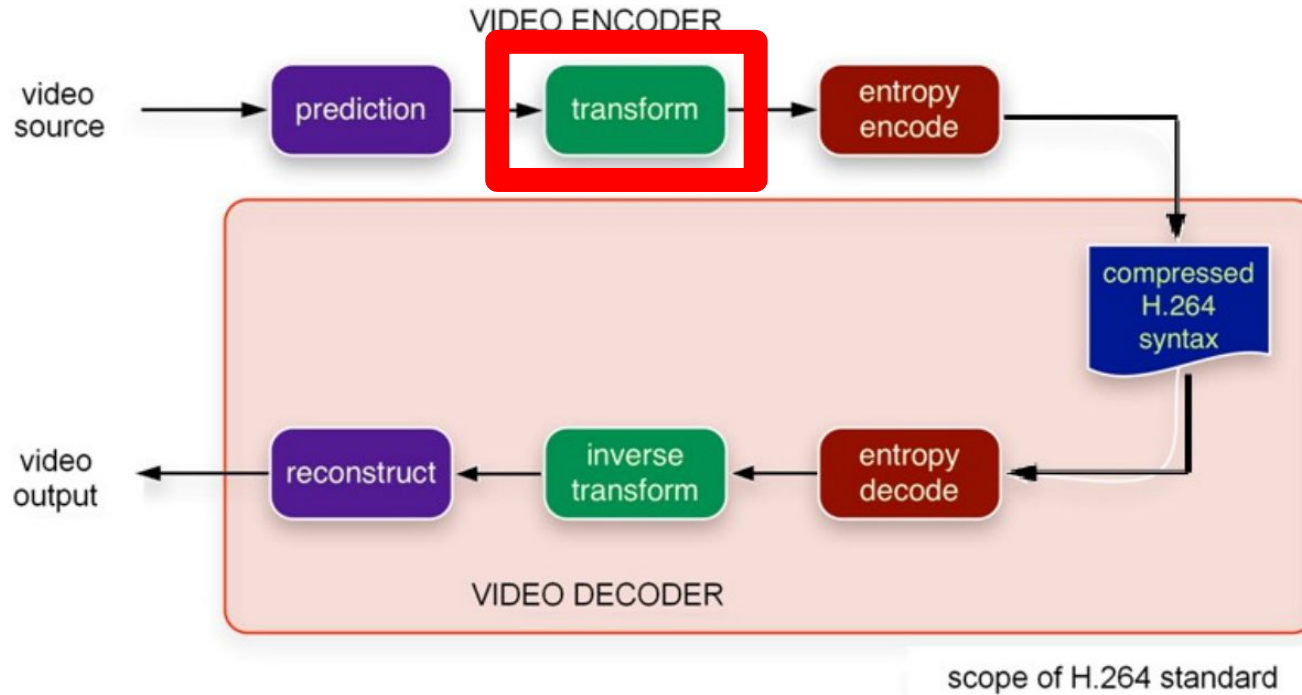 VIDEO ENCODER
video
source
prediction
transform
entropy
encode
compressed
H.264
syntax
video
output
reconstruct
inverse
transform
entropy
decode
VIDEO DECODER
scope of H.264 standard